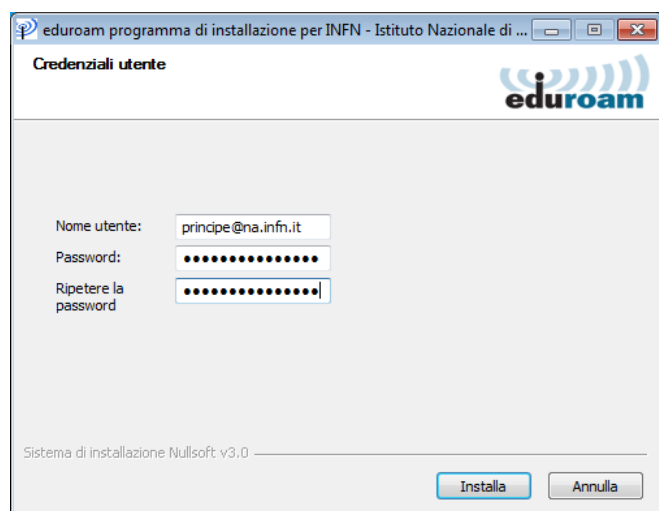 eduroam programma di installazione per INFN - Istituto Nazionale di ...
Credenziali utente
eduroam
Nome utente:
principe@na.infn.it
Password:
●●●●●●●●●●●●●●●
Ripetere la
password
●●●●●●●●●●●●●●●
Sistema di installazione Nullsoft v3.0
Installa
Annulla